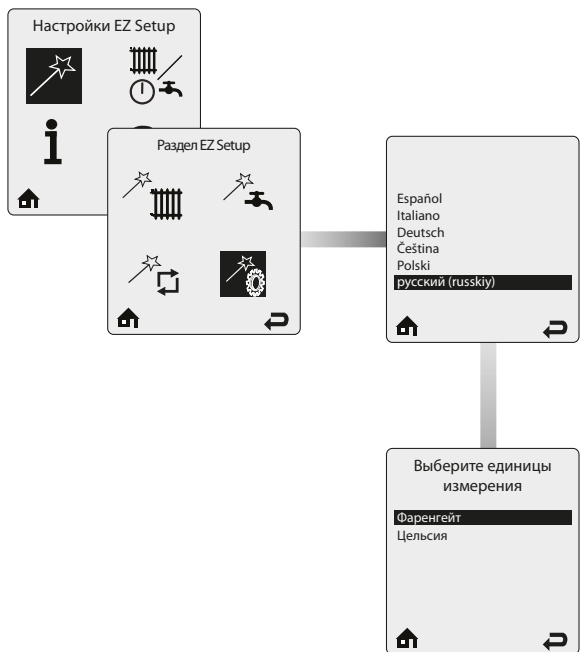 Настройки EZ Setup
Раздел EZ Setup
Español
Italiano
Deutsch
Čeština
Polski
русский (russkiy)
Выберите единицы
измерения
Фаренгейт
Цельсия